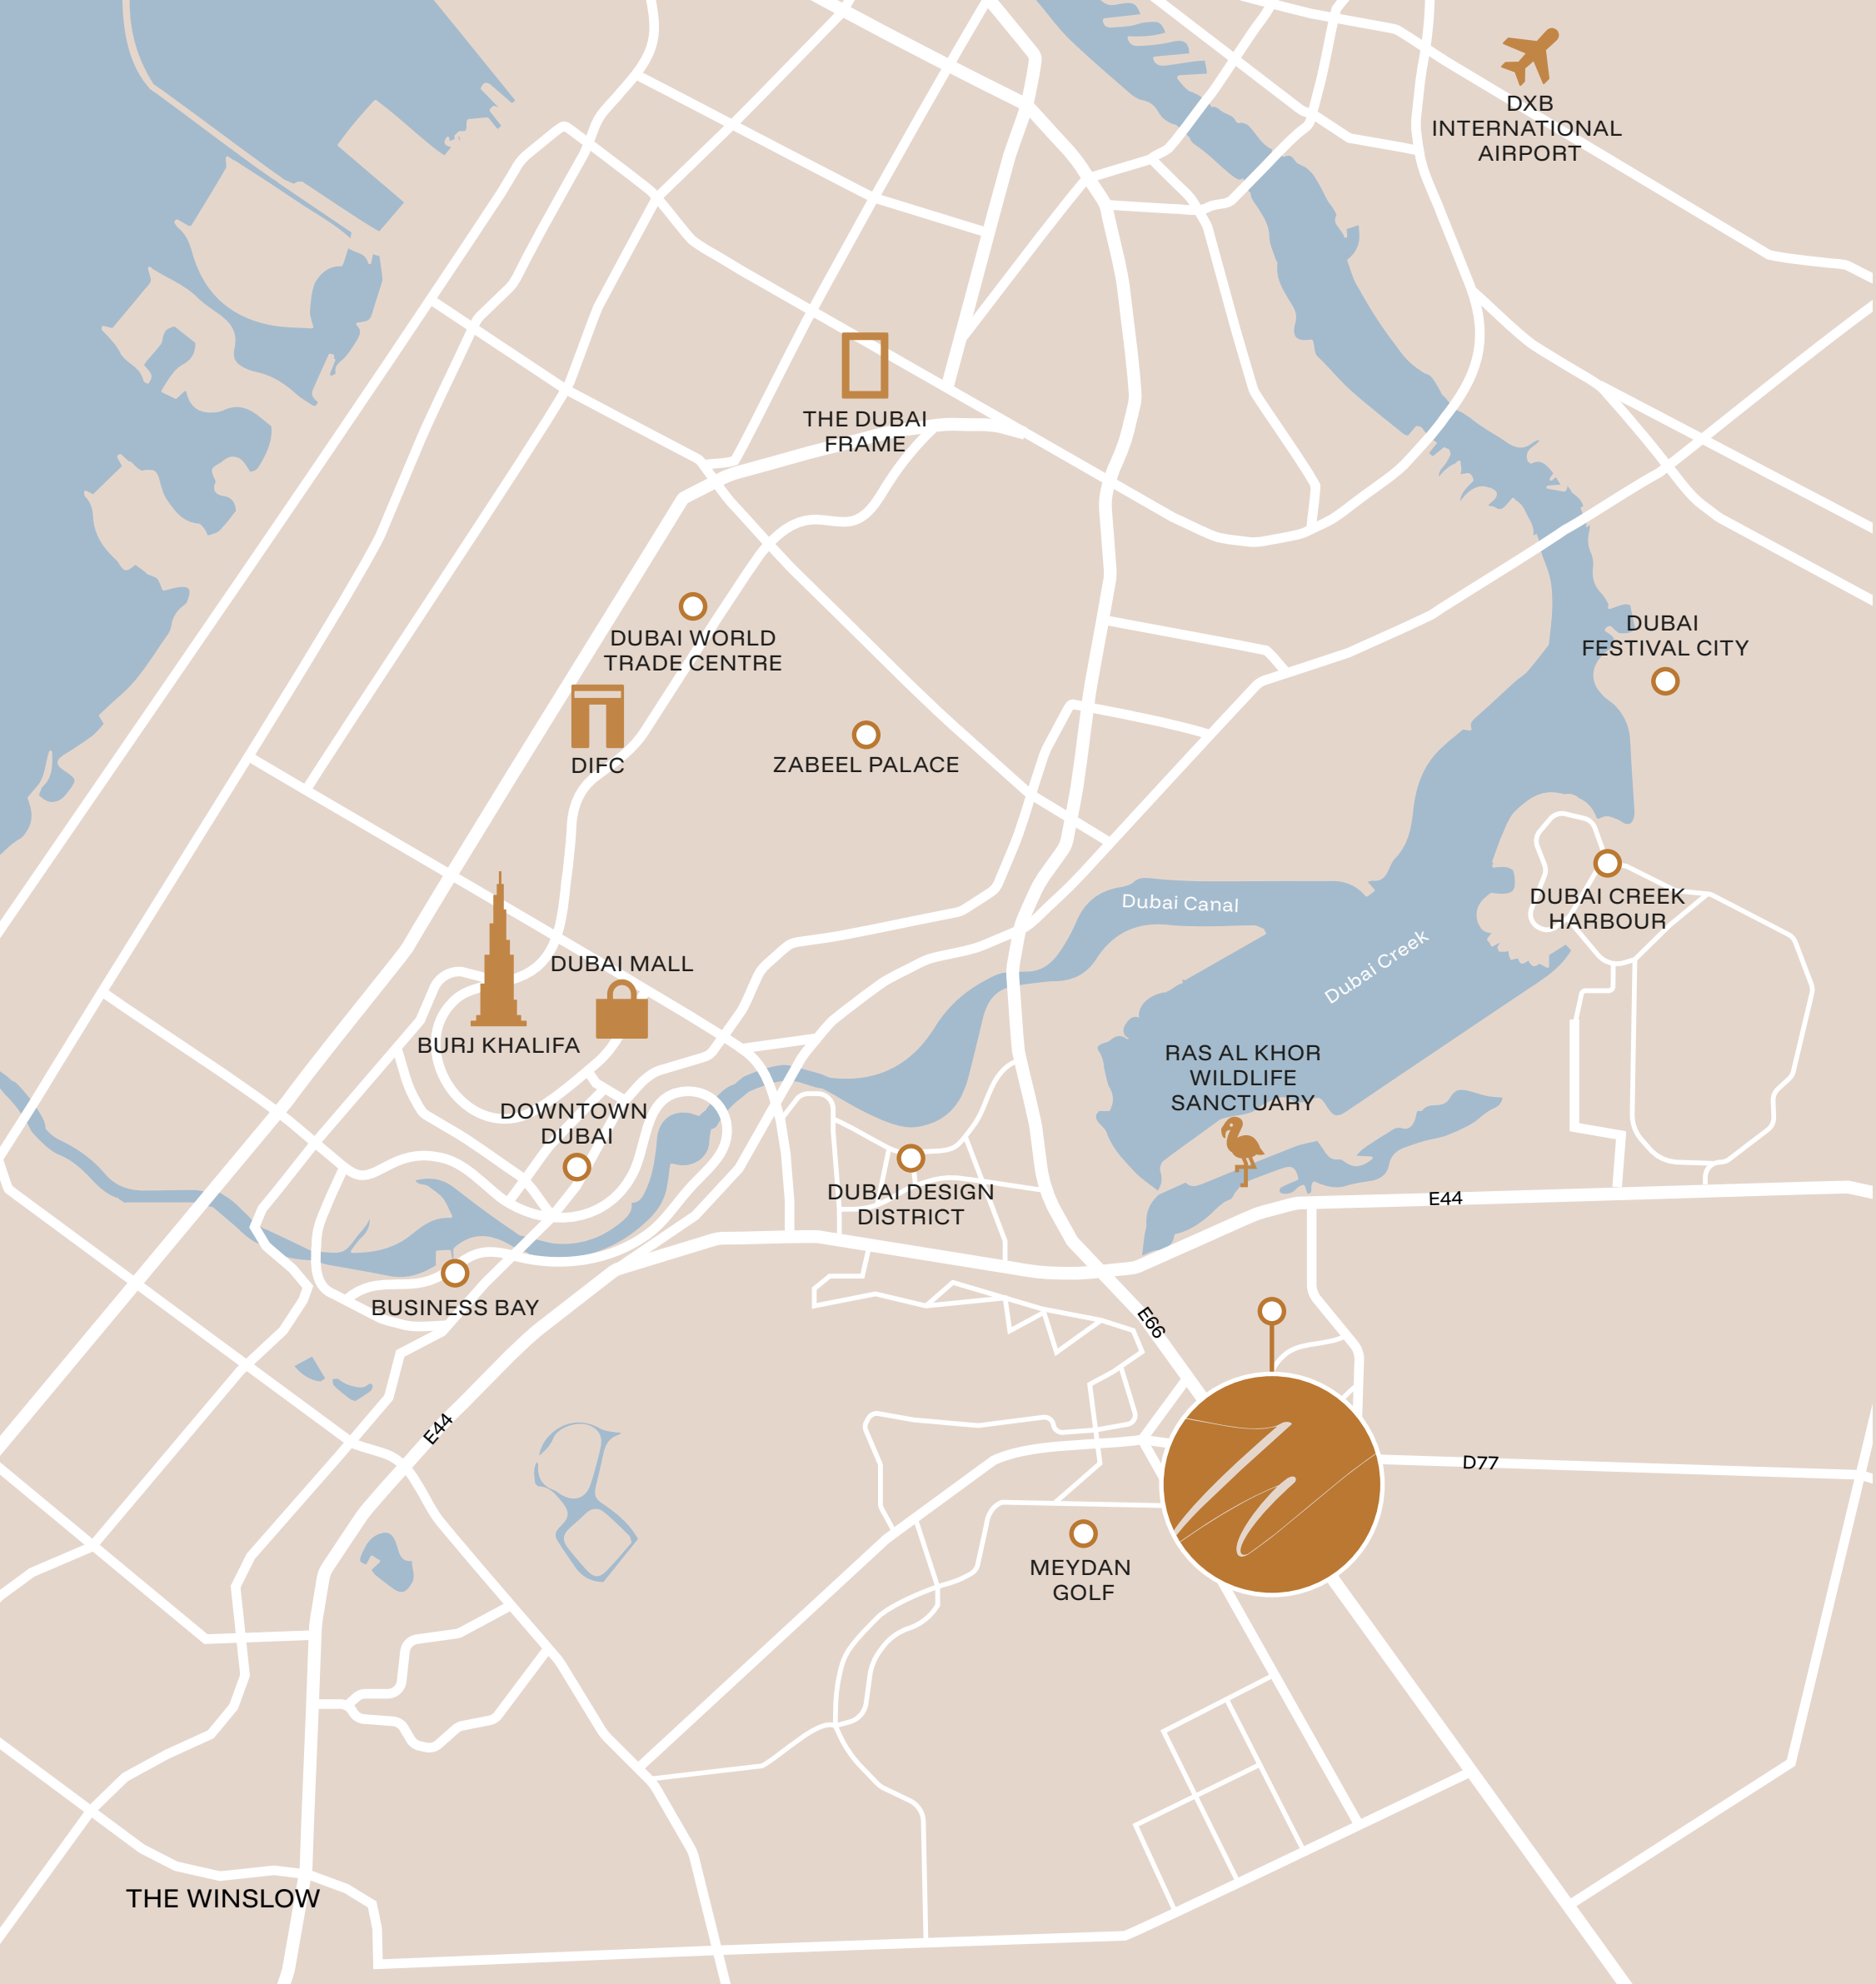 DXB
INTERNATIONAL
AIRPORT
THE DUBAI
FRAME
DUBAI WORLD
TRADE CENTRE
DUBAI
FESTIVAL CITY
DIFC
ZABEEL PALACE
DUBAI CREEK
HARBOUR
Dubai Canal
Dubai Creek
DUBAI MALL
BURJ KHALIFA
RAS AL KHOR
WILDLIFE
SANCTUARY
DOWNTOWN
DUBAI
DUBAI DESIGN
DISTRICT
E44
BUSINESS BAY
E66
E44
D77
MEYDAN
GOLF
THE WINSLOW